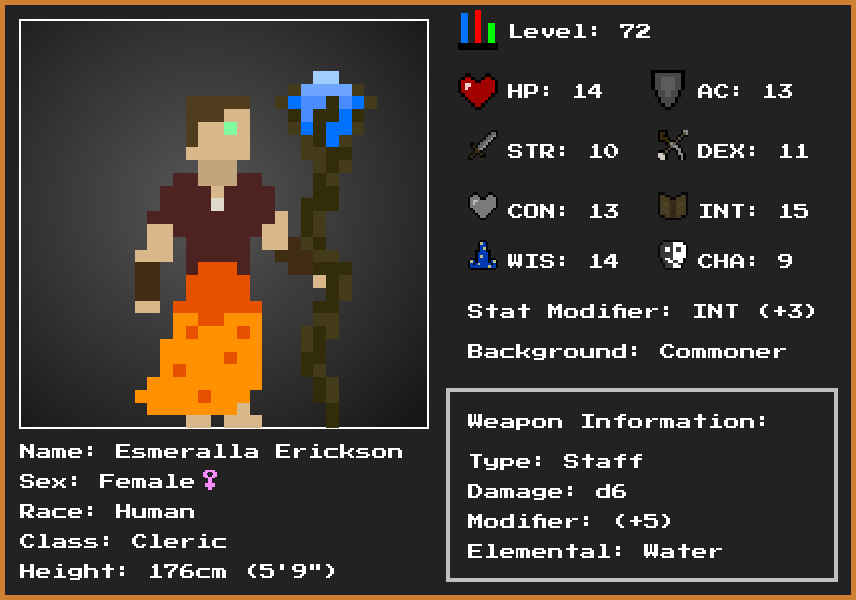 Level: 72
HP: 14 AC: 13
STR: 10 DEX: 11
CON: 13 INT: 15
WIS: 14 CHA: 9
Stat Modifier: INT (+3)
Background: Commoner
Weapon Information:
Type: Staff
Damage: d6
Modifier: (+5)
Elemental: Water
Name: Esmeralla Erickson
Sex: Female♀
Race: Human
Class: Cleric
Height: 176cm (5'9")